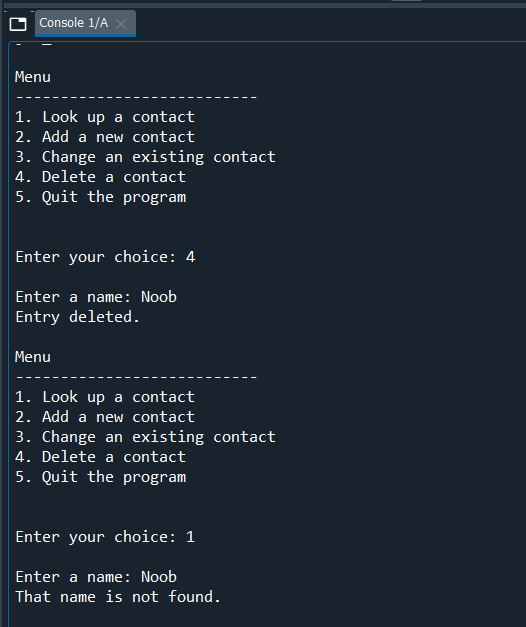 Console 1/A
Menu
---------------------------
1. Look up a contact
2. Add a new contact
3. Change an existing contact
4. Delete a contact
5. Quit the program
Enter your choice: 4
Enter a name: Noob
Entry deleted.
Menu
---------------------------
1. Look up a contact
2. Add a new contact
3. Change an existing contact
4. Delete a contact
5. Quit the program
Enter your choice: 1
Enter a name: Noob
That name is not found.